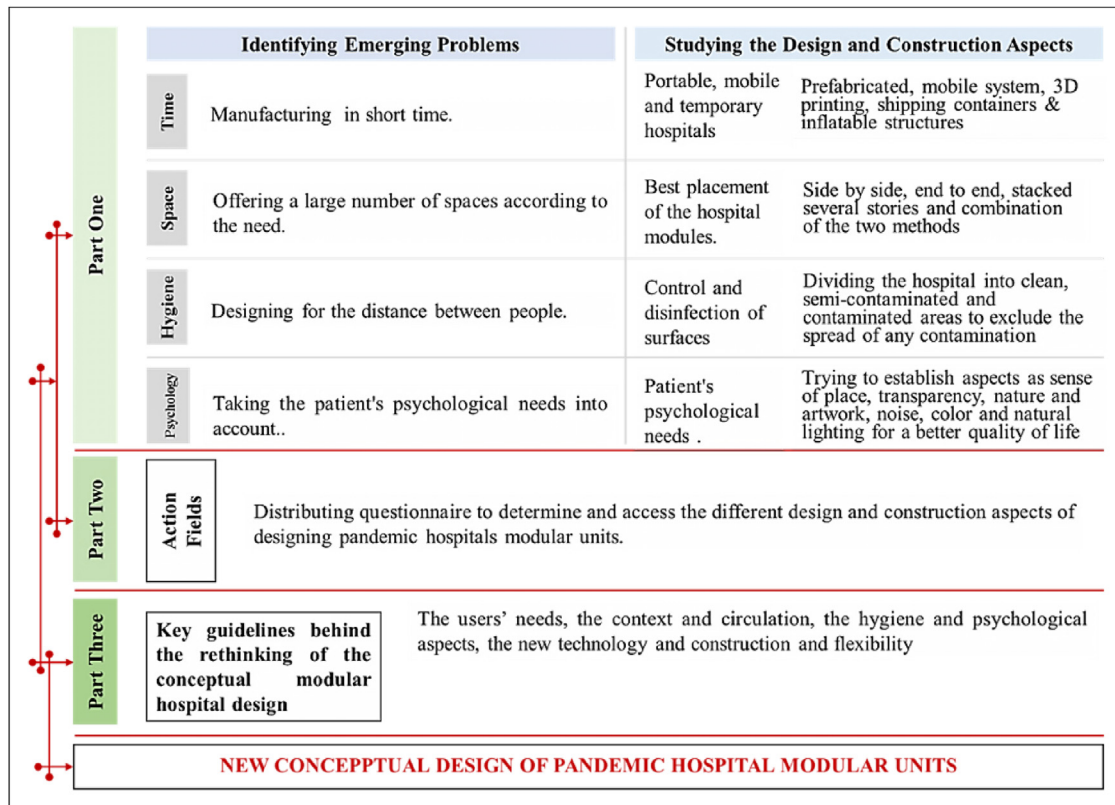 Identifying Emerging Problems
Studying the Design and Construction Aspects
Part One
Time
Manufacturing in short time.
Portable, mobile
and temporary
hospitals
Prefabricated, mobile system, 3D
printing, shipping containers &
inflatable structures
Space
Offering a large number of spaces according to
the need.
Best placement
of the hospital
modules.
Side by side, end to end, stacked
several stories and combination
of the two methods
Hygiene
Designing for the distance between people.
Control and
disinfection of
surfaces
Dividing the hospital into clean,
semi-contaminated and
contaminated areas to exclude the
spread of any contamination
Psychology
Taking the patient's psychological needs into
account..
Patient's
psychological
needs .
Trying to establish aspects as sense
of place, transparency, nature and
artwork, noise, color and natural
lighting for a better quality of life
Part Two
Action
Fields
Distributing questionnaire to determine and access the different design and construction aspects of
designing pandemic hospitals modular units.
Part Three
Key guidelines behind
the rethinking of the
conceptual modular
hospital design
The users' needs, the context and circulation, the hygiene and psychological
aspects, the new technology and construction and flexibility
NEW CONCEPPTUAL DESIGN OF PANDEMIC HOSPITAL MODULAR UNITS